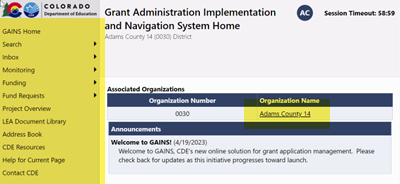 COLORADO
Department of Education
GAINS Home
Search
Inbox
Monitoring
Funding
Fund Requests
Project Overview
LEA Document Library
Address Book
CDE Resources
Help for Current Page
Contact CDE
Grant Administration Implementation
and Navigation System Home
Adams County 14 (0030) District
AC
Session Timeout: 58:59
Associated Organizations
Organization Number Organization Name
0030 Adams County 14
Announcements
Welcome to GAINS! (4/19/2023)
Welcome to GAINS, CDE's new online solution for grant application management. Please
check back for updates as this initiative progresses toward launch.